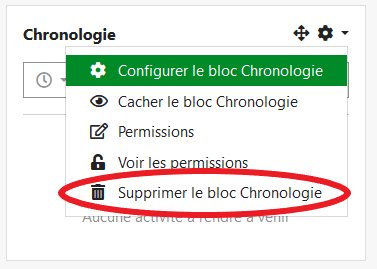 Chronologie
Configurer le bloc Chronologie
Cacher le bloc Chronologie
Permissions
Voir les permissions
Supprimer le bloc Chronologie
Aucune activité à rendre à venir